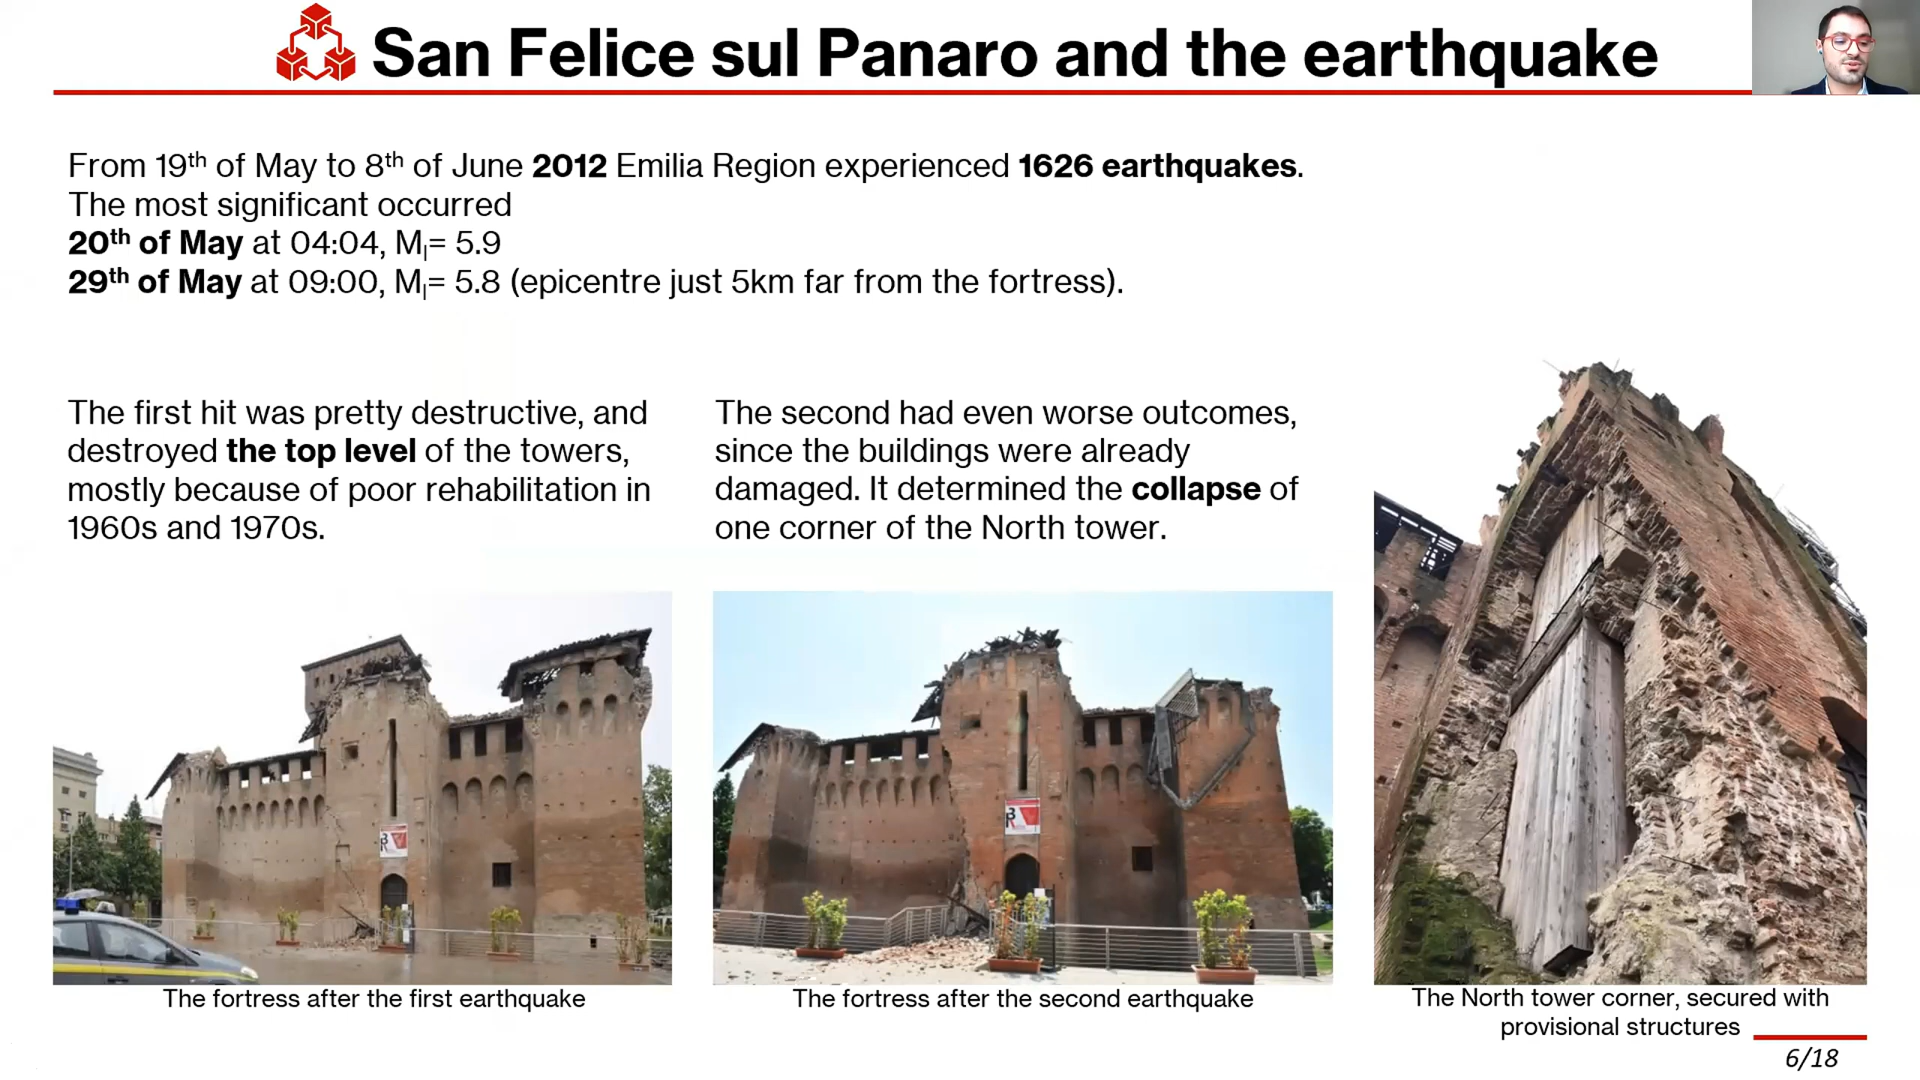 San Felice sul Panaro and the earthquake
From 19th of May to 8th of June 2012 Emilia Region experienced 1626 earthquakes.
The most significant occurred
20th of May at 04:04, Ml= 5.9
29th of May at 09:00, Ml= 5.8 (epicentre just 5km far from the fortress).
The first hit was pretty destructive, and
destroyed the top level of the towers,
mostly because of poor rehabilitation in
1960s and 1970s.
The second had even worse outcomes,
since the buildings were already
damaged. It determined the collapse of
one corner of the North tower.
The fortress after the first earthquake
The fortress after the second earthquake
The North tower corner, secured with
provisional structures
6/18